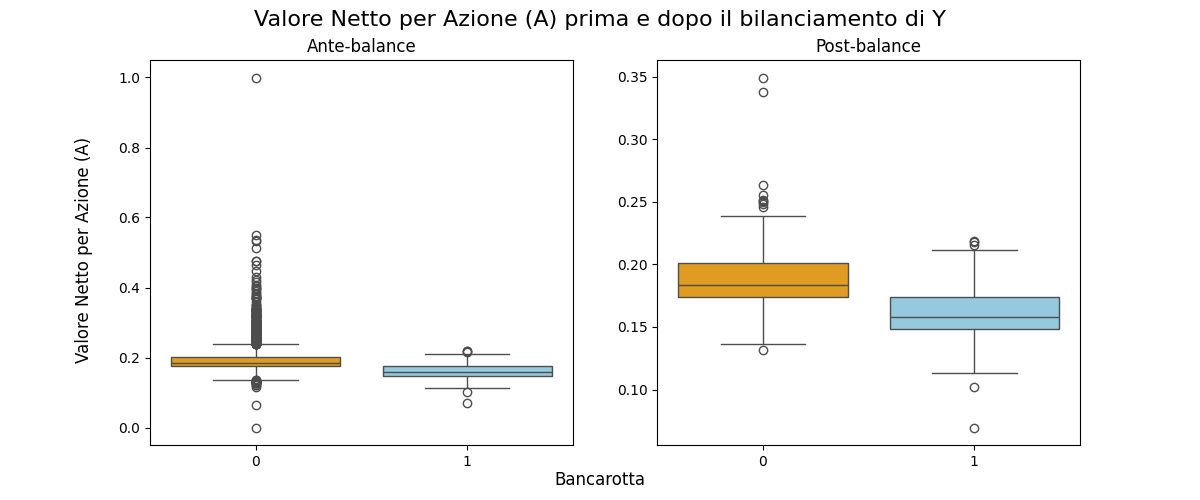 Valore Netto per Azione (A) prima e dopo il bilanciamento di Y
Ante-balance
Post-balance
Valore Netto per Azione (A)
1.0
0.8
0.6
0.4
0.2
0.0
0 1
0.35
0.30
0.25
0.20
0.15
0.10
0 1
Bancarotta